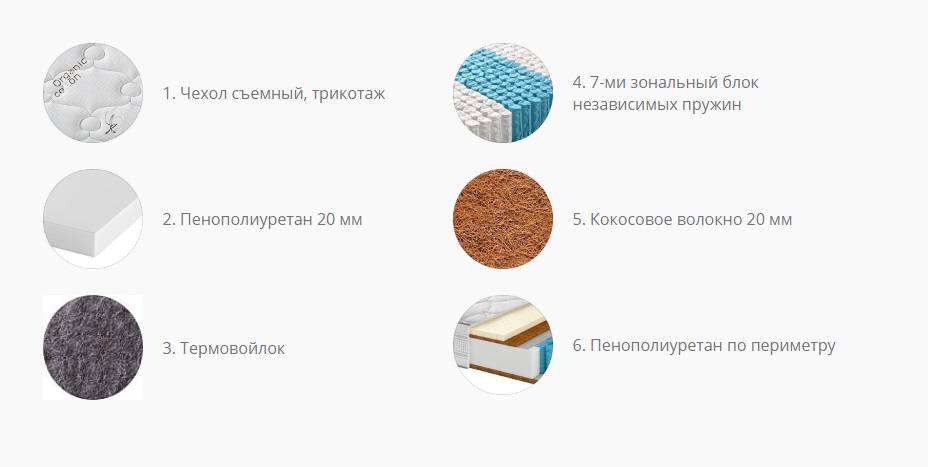 Organic
cotton
1. Чехол съемный, трикотаж
2. Пенополиуретан 20 мм
3. Термовойлок
4. 7-ми зональный блок
независимых пружин
5. Кокосовое волокно 20 мм
6. Пенополиуретан по периметру